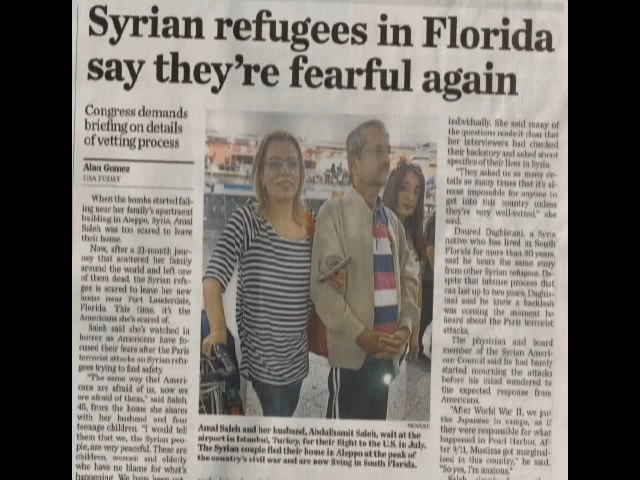 Syrian refugees in Florida
say they're fearful again
Congress demands
briefing on details
of vetting process
Alan Gomez
USA TODAY
When the bombs started fall-
ing near her family's apartment
building in Aleppo, Syria, Amal
Saleh was too scared to leave
their home.
Now, after a 21-month jour-
ney that scattered her family
around the world and left one
of them dead, the Syrian refu-
gee is scared to leave her new
home near Fort Lauderdale,
Florida. This time, it's the
Americans she's scared of.
Saleh said she's watched in
horror as Americans have fo-
cused their fears after the Paris
terrorist attacks on Syrian refu-
gees trying to find safety.
"The same way that Ameri-
cans are afraid of us, now we
are afraid of them," said Saleh,
45, from the home she shares
with her husband and four
teenage children. "I would tell
them that we, the Syrian peo-
ple, are very peaceful. These are
children, women and elderly
who have no blame for what's
happening. We have been
Amal Saleh and her husband, Abdulhamit Saleh, wait at the
airport in Istanbul, Turkey, for their flight to the U.S. in July.
The Syrian couple fled their home in Aleppo at the peak of
the country's civil war and are now living in South Florida.
individually. She said many of
the questions made it clear that
her interviewers had checked
their backstory and asked about
specifics of their lives in Syria.
"They asked us so many de-
tails so many times that it's al-
most impossible for anyone to
get into this country unless
they're very well-vetted," she
said.
Doured Daghistani, a Syria
native who has lived in South
Florida for more than 30 years,
said he hears the same story
from other Syrian refugees. De-
spite that intense process that
can last up to two years, Daghis-
tani said he knew a backlash
was coming the moment he
heard about the Paris terrorist
attacks.
The physician and board
member of the Syrian Ameri-
can Council said he had barely
started mourning the attacks
before his mind wandered to
the expected response from
Americans.
"After World War II, we put
the Japanese in camps, as if
they were responsible for what
happened in Pearl Harbor. Af-
ter 9/11, Muslims got marginal-
ized in this country," he said.
"So yes, I'm anxious."